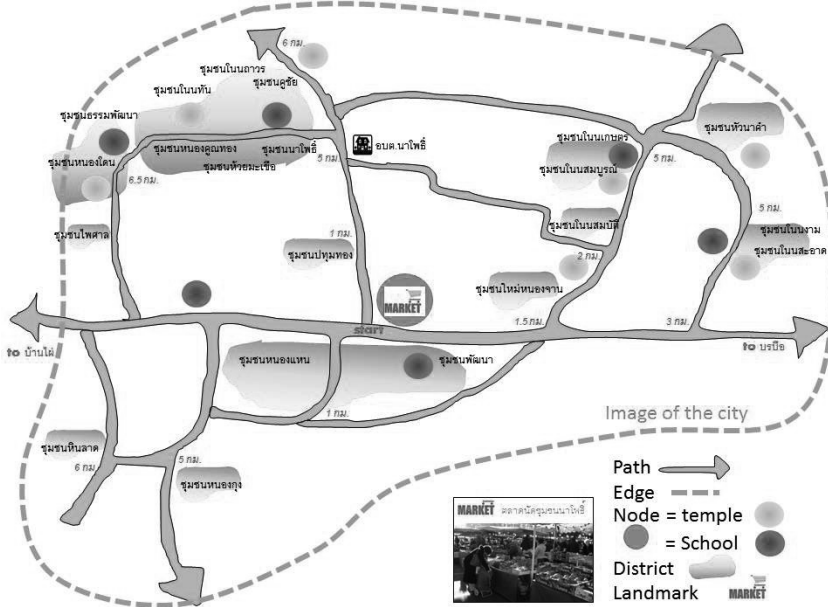 6 กม.
ชุมชนโนนถาวร
ชุมชนคูชัย
ชุมชนโนนทัน
ชุมชนธรรมพัฒนา
ชุมชนหนองคูณทอง
ชุมชนนาโพธิ์
ชุมชนห้วยมะเขือ
ชุมชนหนองโดน
6.5 กม.
5 กม.
อบต.นาโพธิ์
ชุมชนโนนเกษตร
ชุมชนโนนสมบูรณ์
5 กม.
ชุมชนหัวนาคำ
ชุมชนไพศาล
1 กม.
ชุมชนปทุมทอง
ชุมชนโนนสมบัติ
2 กม.
5 กม.
ชุมชนโนนงาม
ชุมชนโนนสะอาด
ชุมชนใหม่หนองจาน
MARKET
start
1.5 กม.
3 กม.
to บ้านไผ่
to บรบือ
ชุมชนหนองแหน
ชุมชนพัฒนา
1 กม.
Image of the city
ชุมชนหินลาด
6 กม.
5 กม.
ชุมชนหนองกุง
MARKET ตลาดนัดชุมชนนาโพธิ์
Path
Edge
Node = temple
= School
District
Landmark MARKET